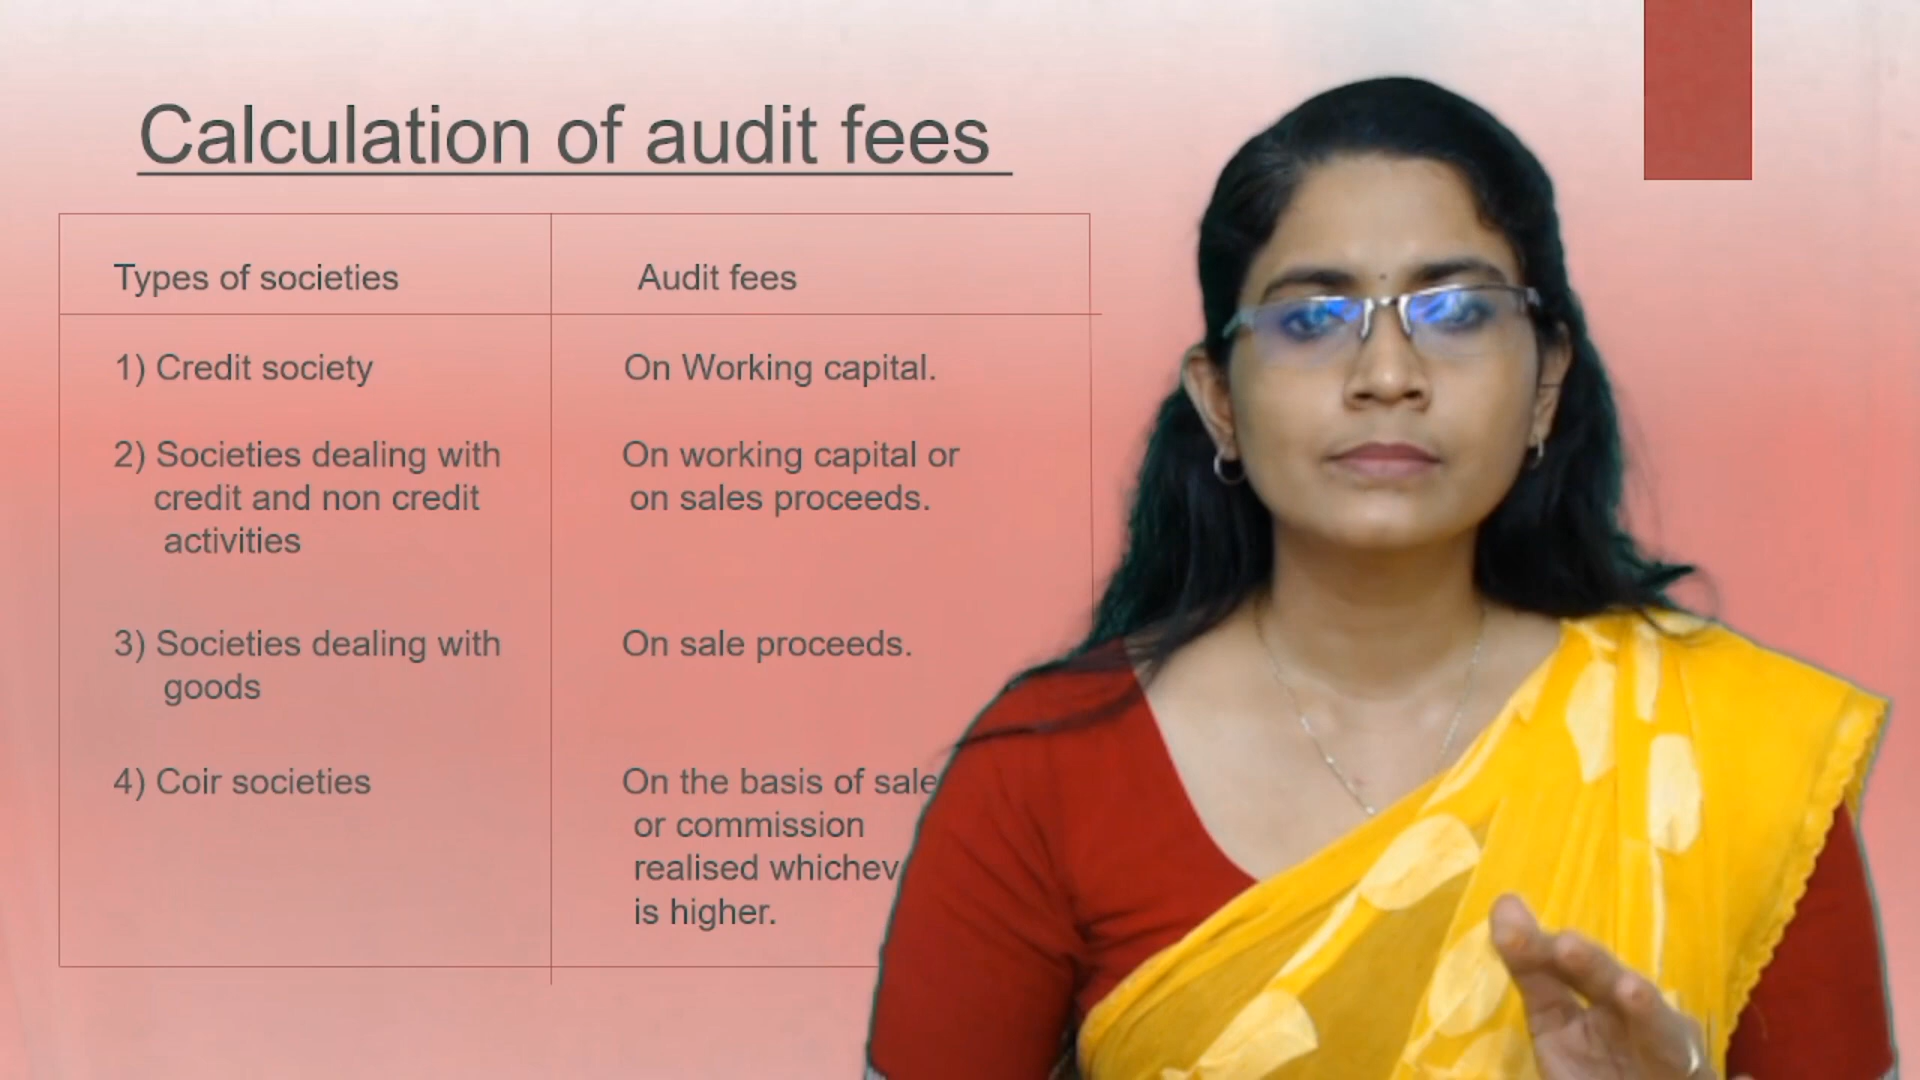 Calculation of audit fees
Types of societies
Audit fees
1) Credit society
On Working capital.
2) Societies dealing with
credit and non credit
activities
On working capital or
on sales proceeds.
3) Societies dealing with
goods
On sale proceeds.
4) Coir societies
On the basis of sale
or commission
realised
is higher.